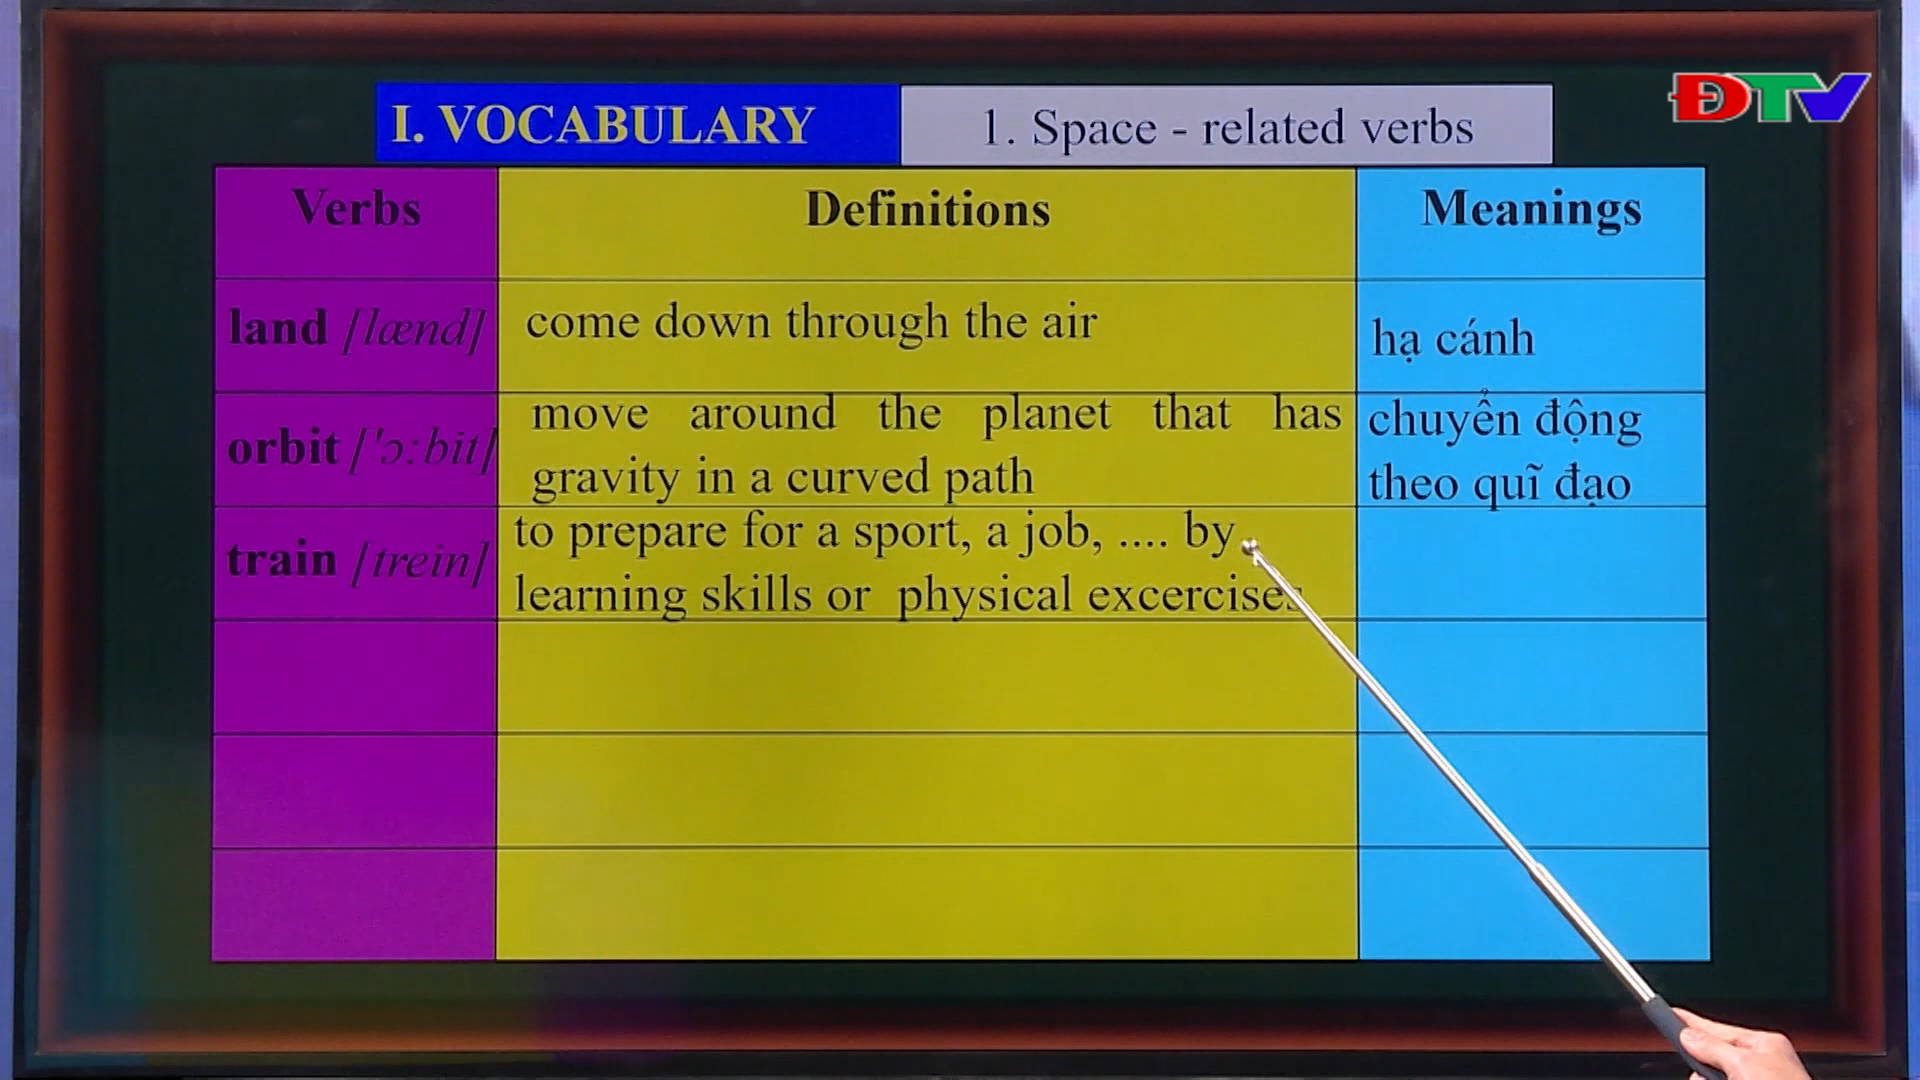 ĐTV
I. VOCABULARY
1. Space - related verbs
Verbs
Definitions
Meanings
land [lænd]
come down through the air
hạ cánh
orbit ['ɔ:bit]
move around the planet that has
gravity in a curved path
chuyển động
theo quĩ đạo
train [trein]
to prepare for a sport, a job, .... by
learning skills or physical excercises